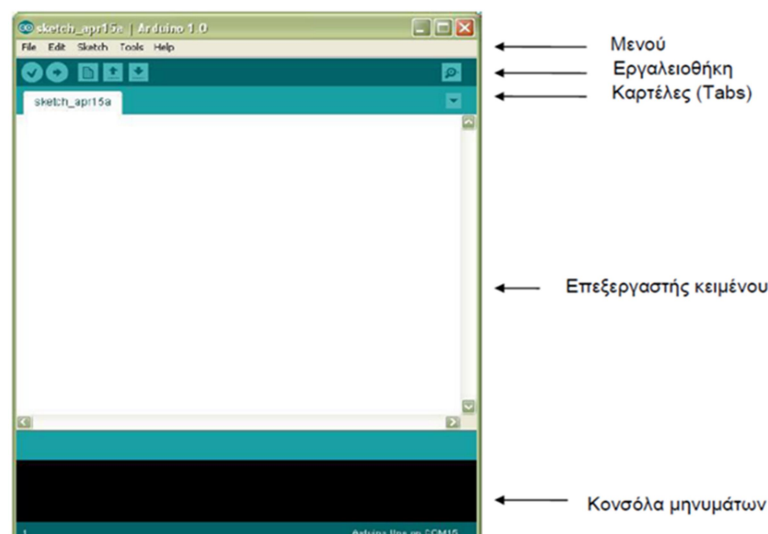 sketch_apr15a | Arduino 1.0
File Edit Sketch Tools Help
Μενού
Εργαλειοθήκη
sketch_apr15a
Καρτέλες (Tabs)
Επεξεργαστής κειμένου
Κονσόλα μηνυμάτων
1
Arduino Uno on COM15